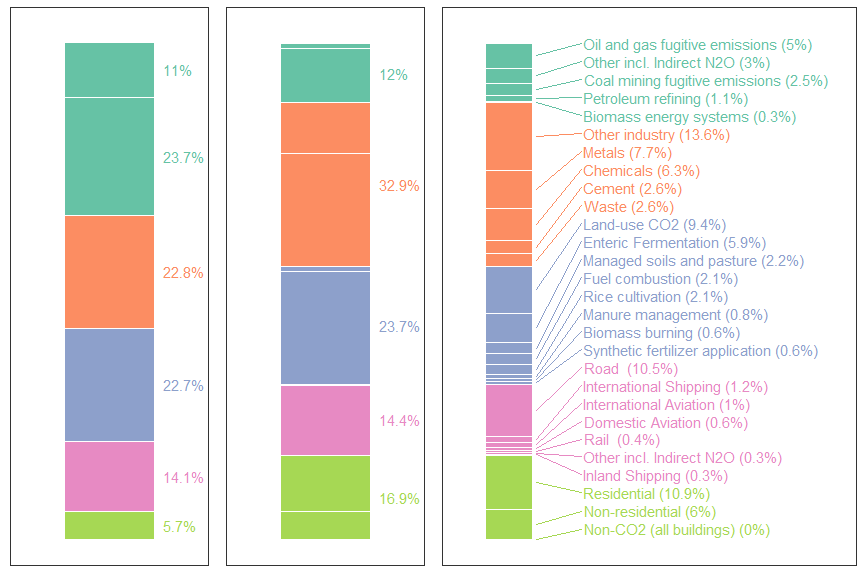 11%
23.7%
22.8%
22.7%
14.1%
5.7%
12%
32.9%
23.7%
14.4%
16.9%
Oil and gas fugitive emissions (5%)
Other incl. Indirect N2O (3%)
Coal mining fugitive emissions (2.5%)
Petroleum refining (1.1%)
Biomass energy systems (0.3%)
Other industry (13.6%)
Metals (7.7%)
Chemicals (6.3%)
Cement (2.6%)
Waste (2.6%)
Land-use CO2 (9.4%)
Enteric Fermentation (5.9%)
Managed soils and pasture (2.2%)
Fuel combustion (2.1%)
Rice cultivation (2.1%)
Manure management (0.8%)
Biomass burning (0.6%)
Synthetic fertilizer application (0.6%)
Road (10.5%)
International Shipping (1.2%)
International Aviation (1%)
Domestic Aviation (0.6%)
Rail (0.4%)
Other incl. Indirect N2O (0.3%)
Inland Shipping (0.3%)
Residential (10.9%)
Non-residential (6%)
Non-CO2 (all buildings) (0%)